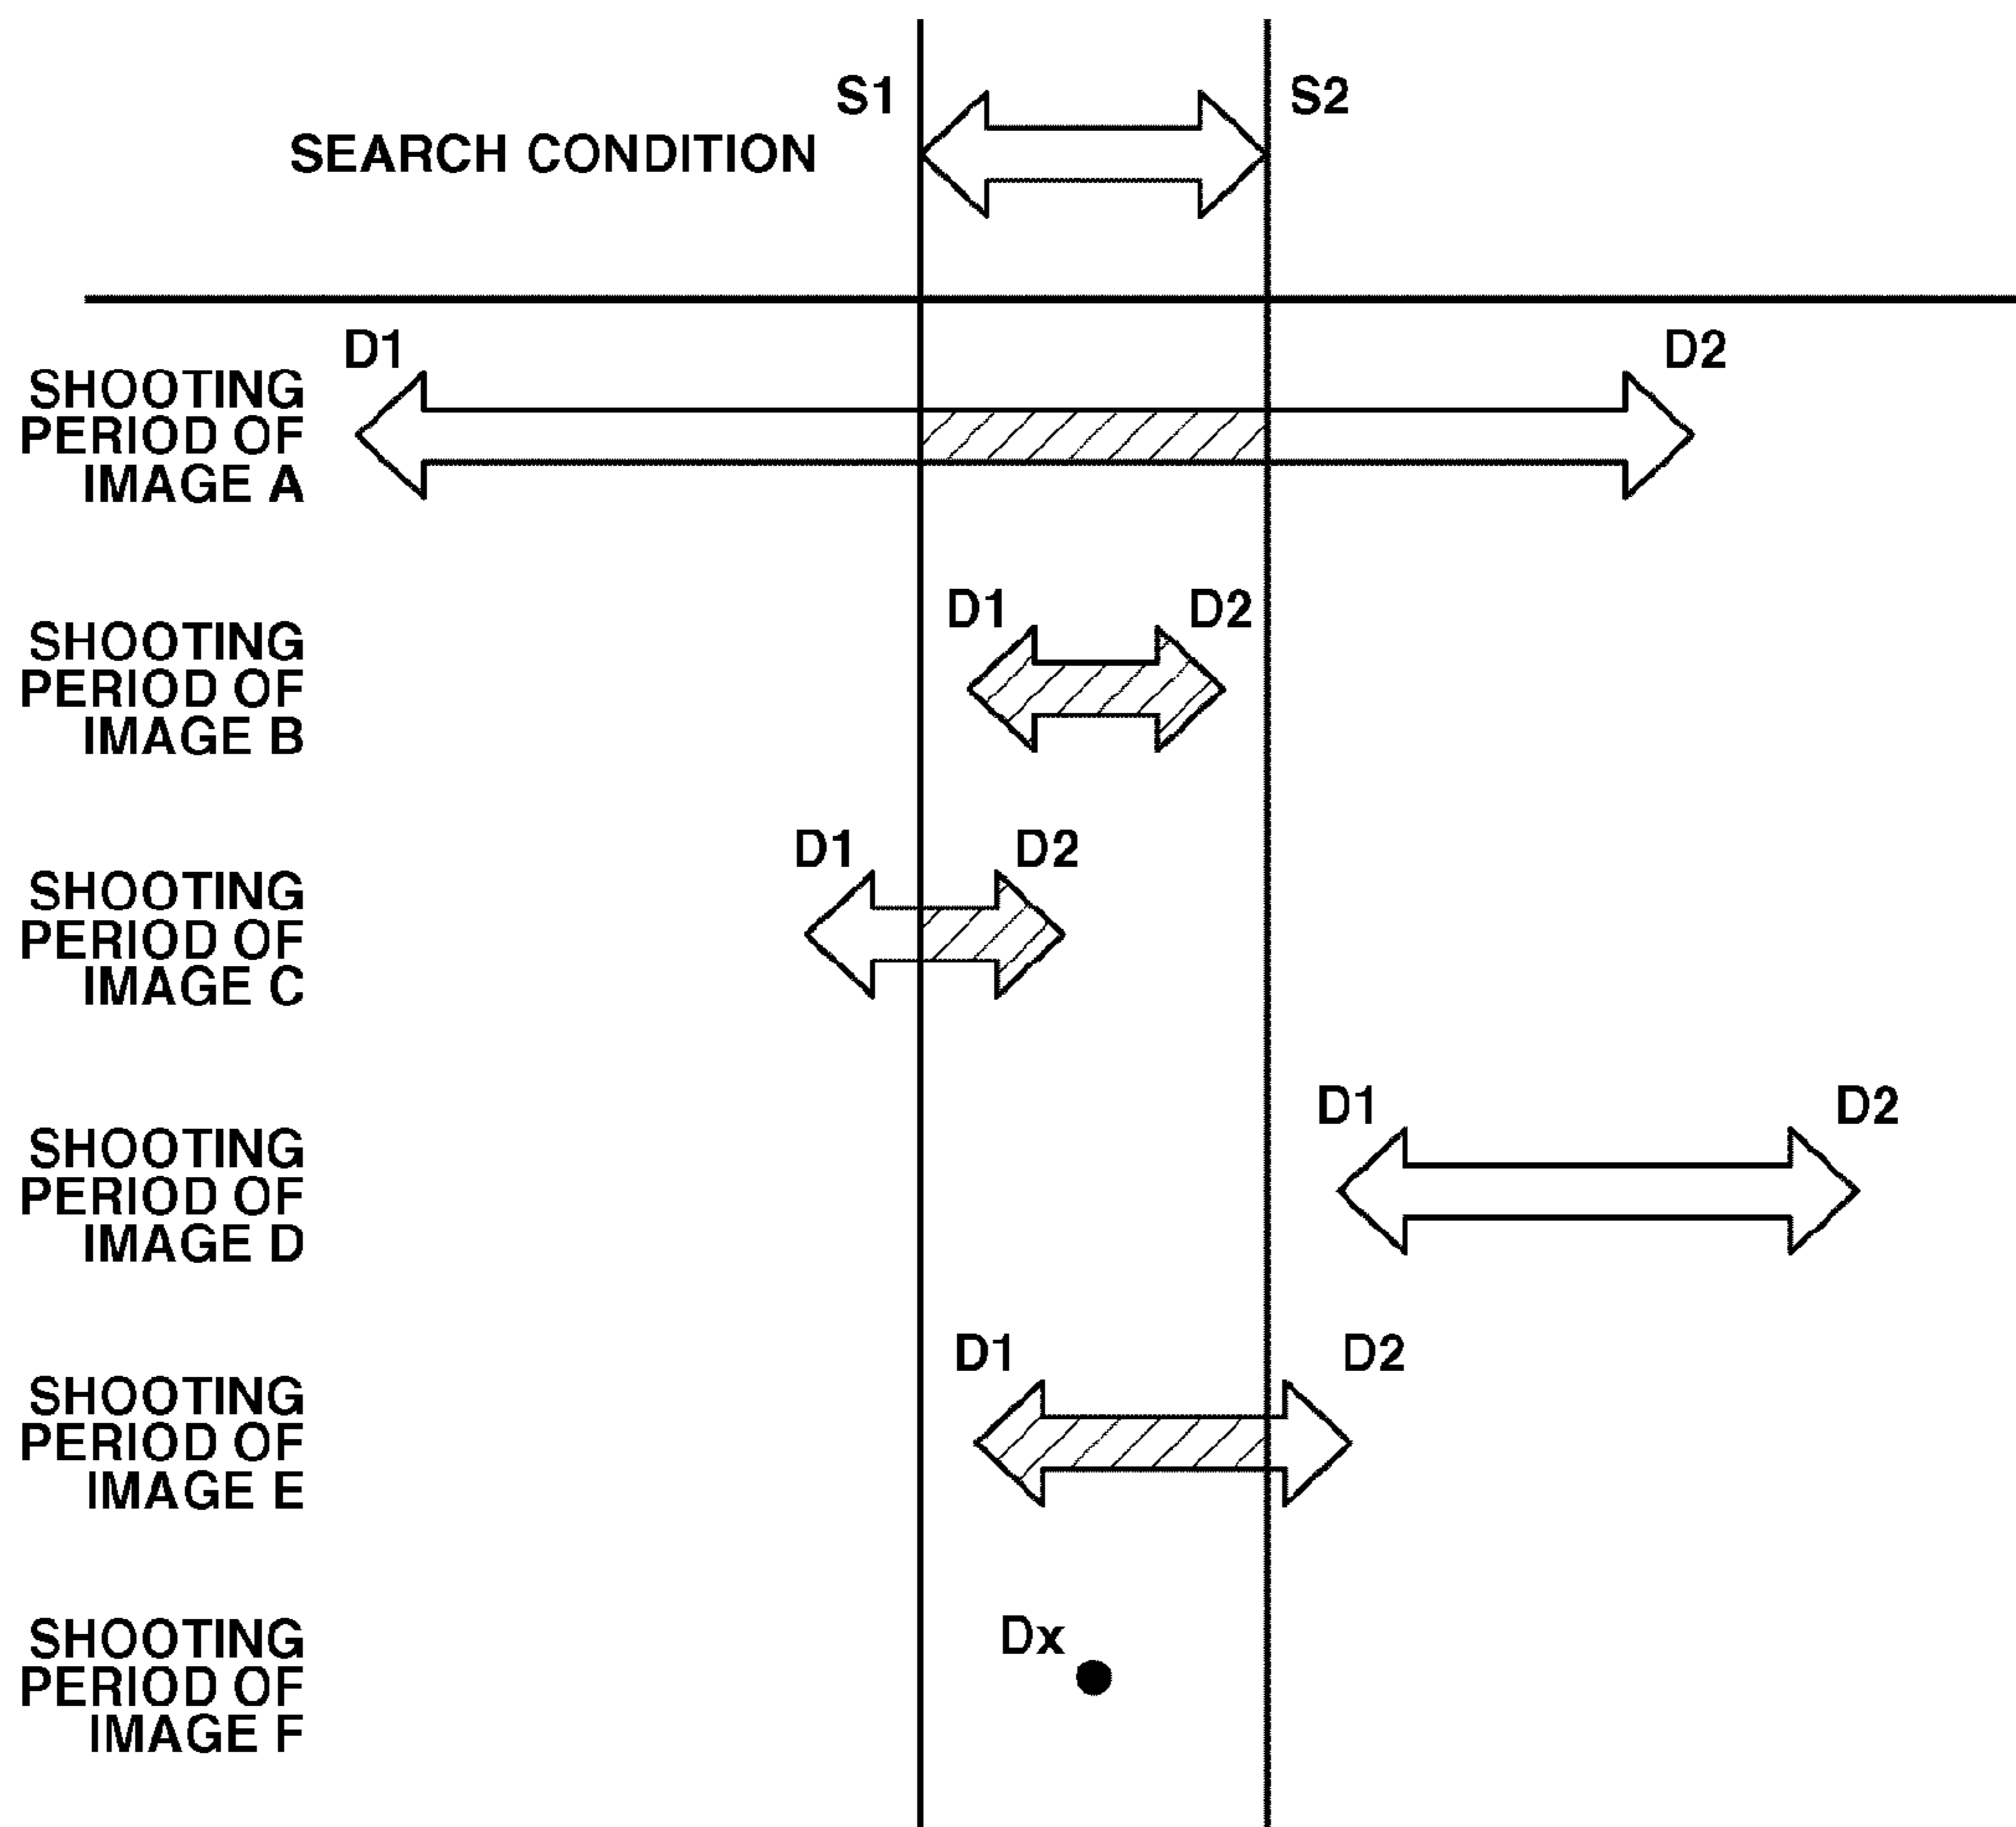 S1
S2
SEARCH CONDITION
D1
D2
SHOOTING
PERIOD OF
IMAGE A
D1
D2
SHOOTING
PERIOD OF
IMAGE B
D1
D2
SHOOTING
PERIOD OF
IMAGE C
D1
D2
SHOOTING
PERIOD OF
IMAGE D
D1
D2
SHOOTING
PERIOD OF
IMAGE E
Dx
SHOOTING
PERIOD OF
IMAGE F